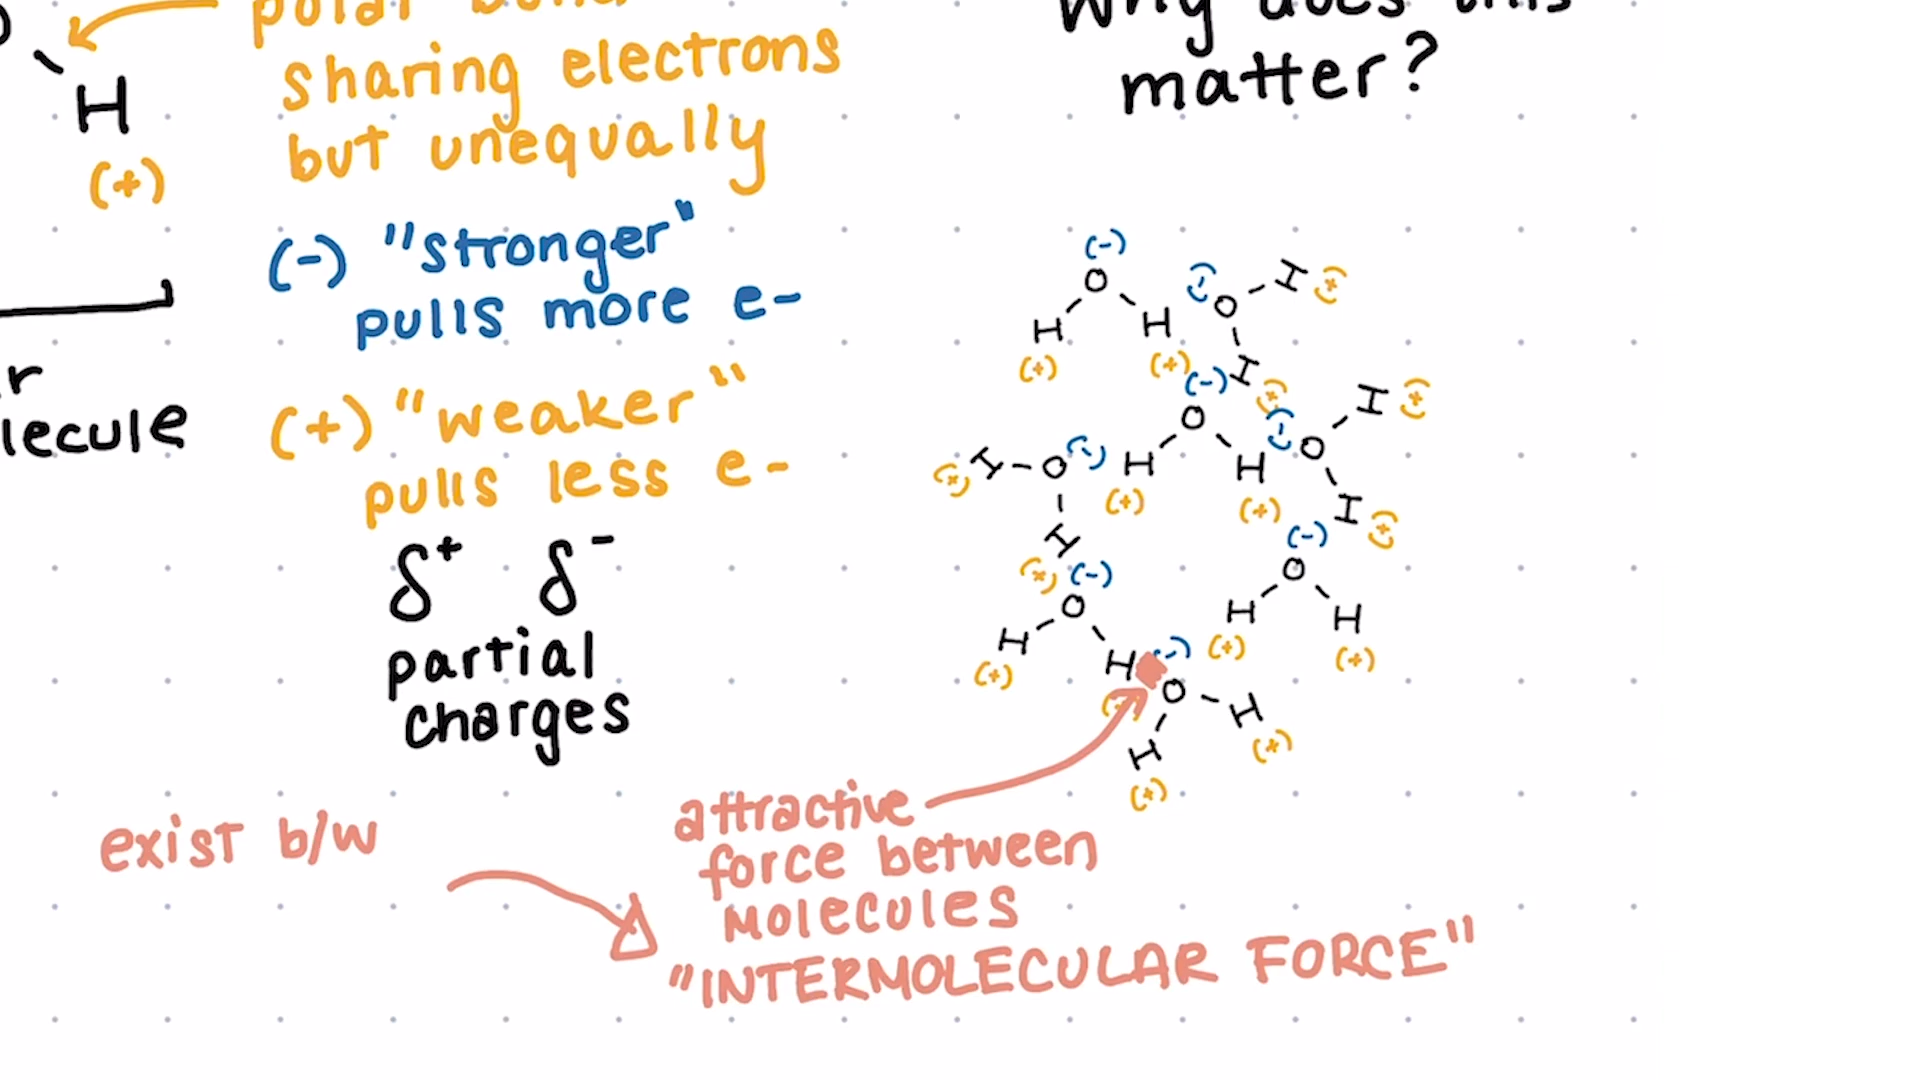 H
(+)
sharing electrons
but unequally
(-) "stronger"
pulls more e-
(+) "weaker"
pulls less e-
δ+ δ-
partial
charges
r
lecule
matter?
(-)
O
H H
(+) (+)
(-)
O H (+)
H
(+)
(-)
O
H H
(+) (+)
(-)
O H (+)
H (+)
(+) H O (-)
H
(+)
(-)
O
H H
(+)
(-)
O
H H
(+) (+)
(-)
O H
H (+)
(+)
exist b/w
attractive
force between
molecules
"INTERMOLECULAR FORCE"